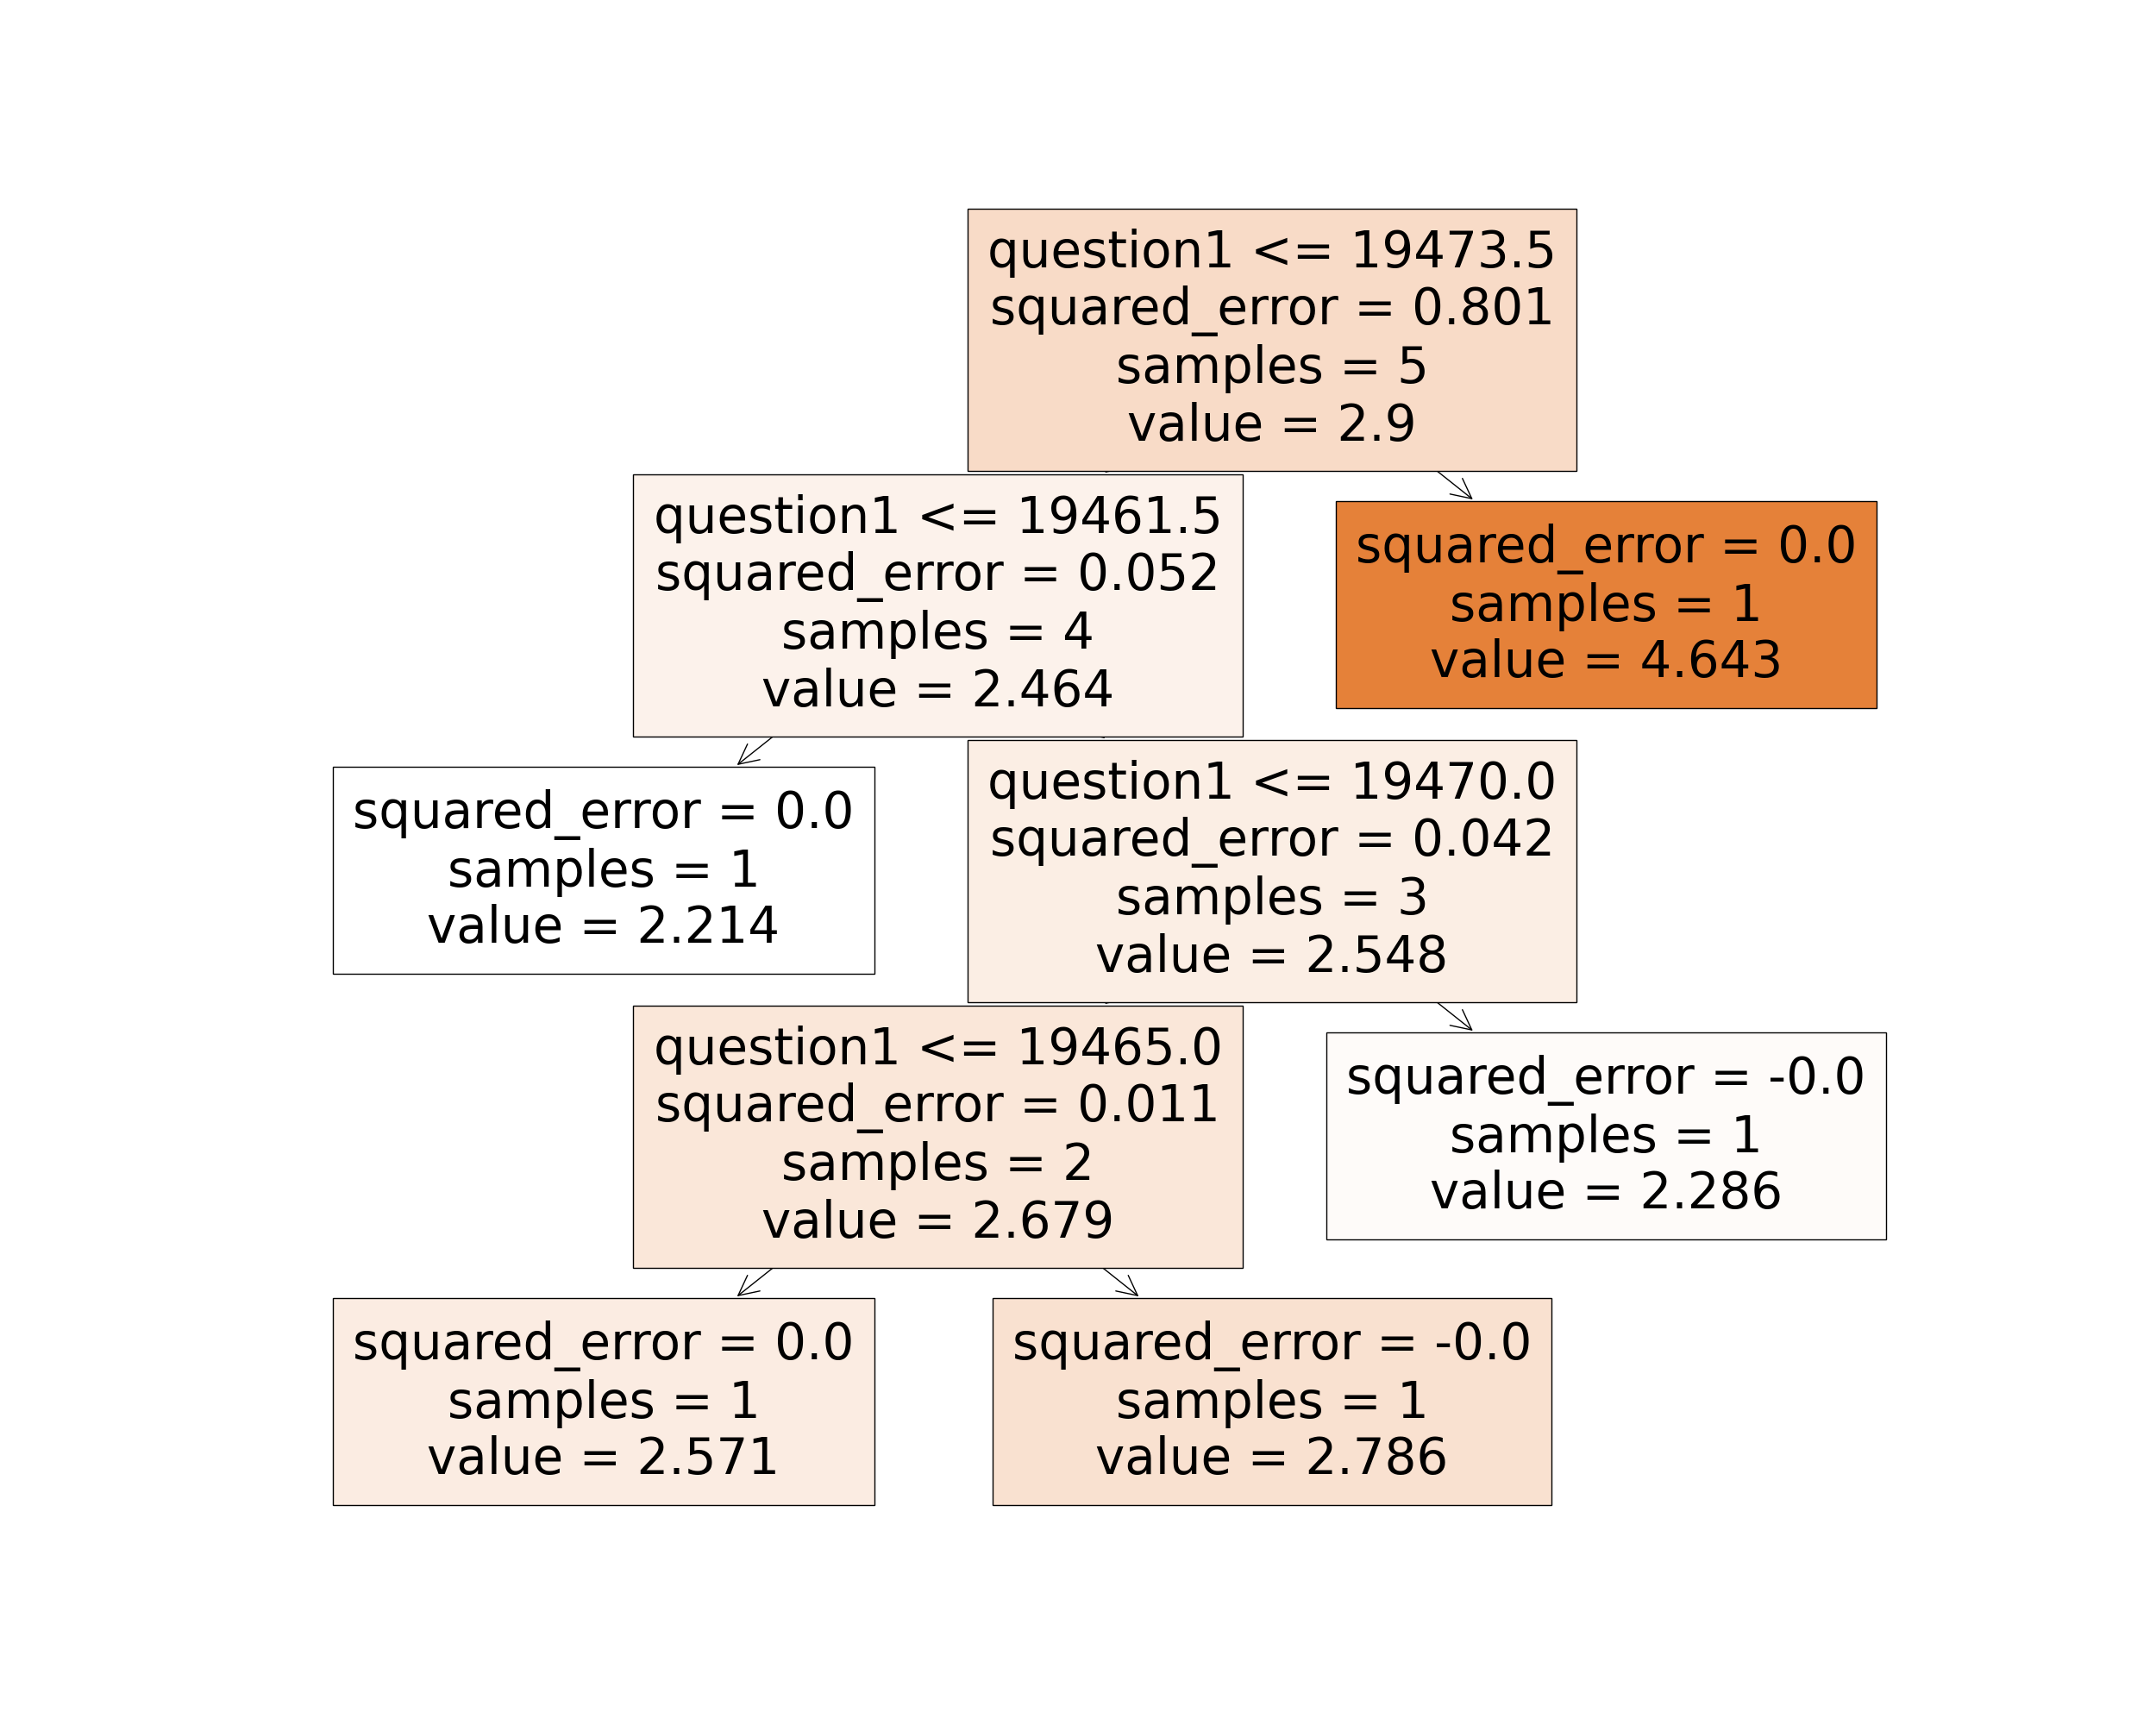 question1 <= 19473.5
squared_error = 0.801
samples = 5
value = 2.9
question1 <= 19461.5
squared_error = 0.052
samples = 4
value = 2.464
squared_error = 0.0
samples = 1
value = 4.643
squared_error = 0.0
samples = 1
value = 2.214
question1 <= 19470.0
squared_error = 0.042
samples = 3
value = 2.548
question1 <= 19465.0
squared_error = 0.011
samples = 2
value = 2.679
squared_error = -0.0
samples = 1
value = 2.286
squared_error = 0.0
samples = 1
value = 2.571
squared_error = -0.0
samples = 1
value = 2.786